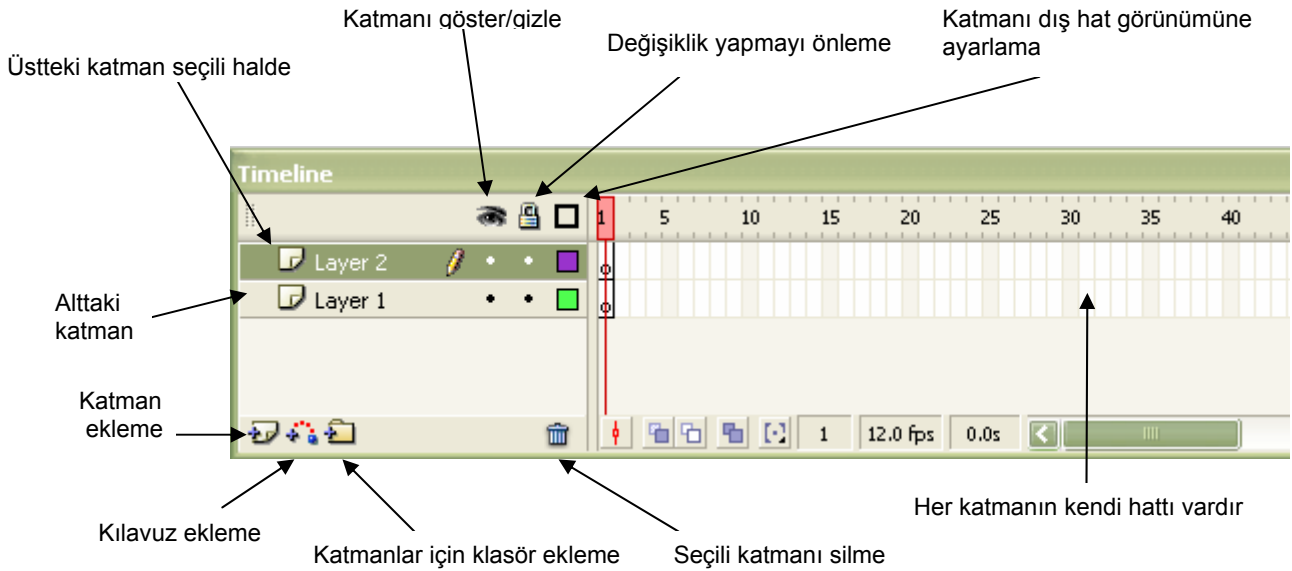 Katmanı göster/gizle
Değişiklik yapmayı önleme
Katmanı dış hat görünümüne
ayarlama
Üstteki katman seçili halde
Timeline
1 5 10 15 20 25 30 35 40
Layer 2
Layer 1
Alttaki
katman
Katman
ekleme
1 12.0 fps 0.0s
Her katmanın kendi hattı vardır
Kılavuz ekleme
Katmanlar için klasör ekleme
Seçili katmanı silme